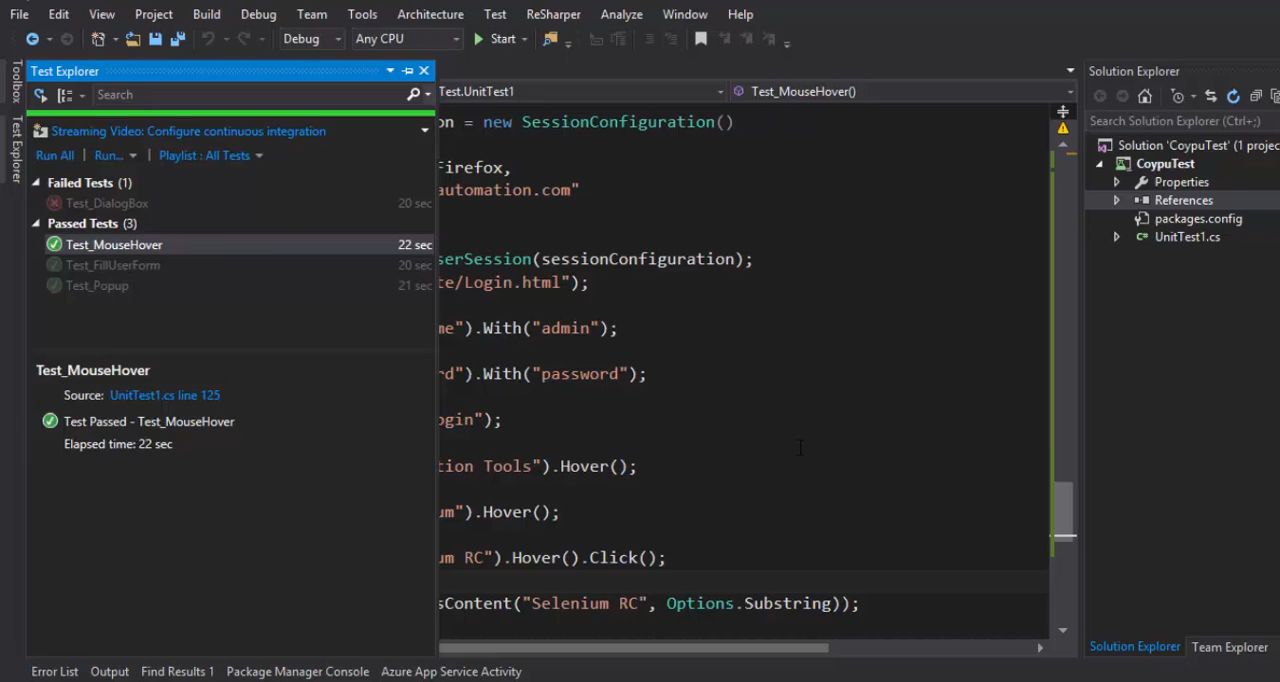 File Edit View Project Build Debug Team Tools Architecture Test ReSharper Analyze Window Help
Debug Any CPU Start
Toolbox
Test Explorer
Test Explorer
Search
Streaming Video: Configure continuous integration
Run All Run... Playlist : All Tests
Failed Tests (1)
Test_DialogBox 20 sec
Passed Tests (3)
Test_MouseHover 22 sec
Test_FillUserForm 20 sec
Test_Popup 21 sec
Test_MouseHover
Source: UnitTest1.cs line 125
Test Passed - Test_MouseHover
Elapsed time: 22 sec
Test.UnitTest1 Test_MouseHover()
on = new SessionConfiguration()
Firefox,
automation.com"
serSession(sessionConfiguration);
te/Login.html");
me").With("admin");
rd").With("password");
ogin");
tion Tools").Hover();
um").Hover();
um RC").Hover().Click();
sContent("Selenium RC", Options.Substring));
Solution Explorer
Search Solution Explorer (Ctrl+;)
Solution 'CoypuTest' (1 projec
CoypuTest
Properties
References
packages.config
UnitTest1.cs
Solution Explorer Team Explorer
Error List Output Find Results 1 Package Manager Console Azure App Service Activity